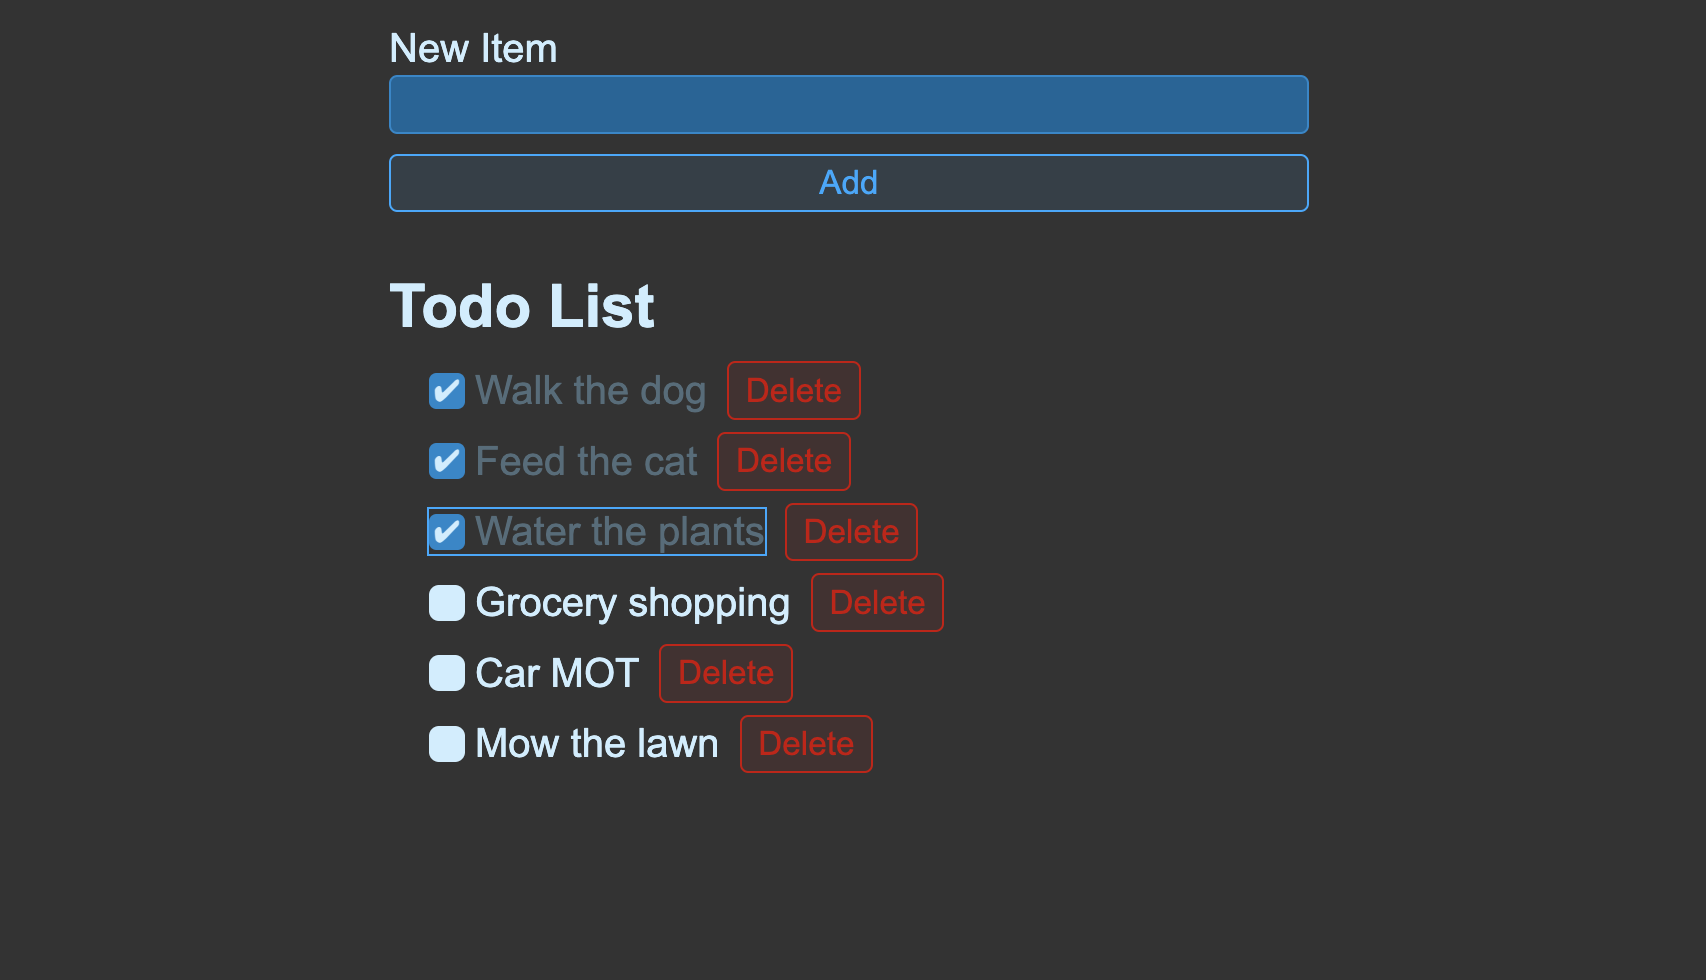 New Item
Add
Todo List
✔ Walk the dog Delete
✔ Feed the cat Delete
✔ Water the plants Delete
Grocery shopping Delete
Car MOT Delete
Mow the lawn Delete